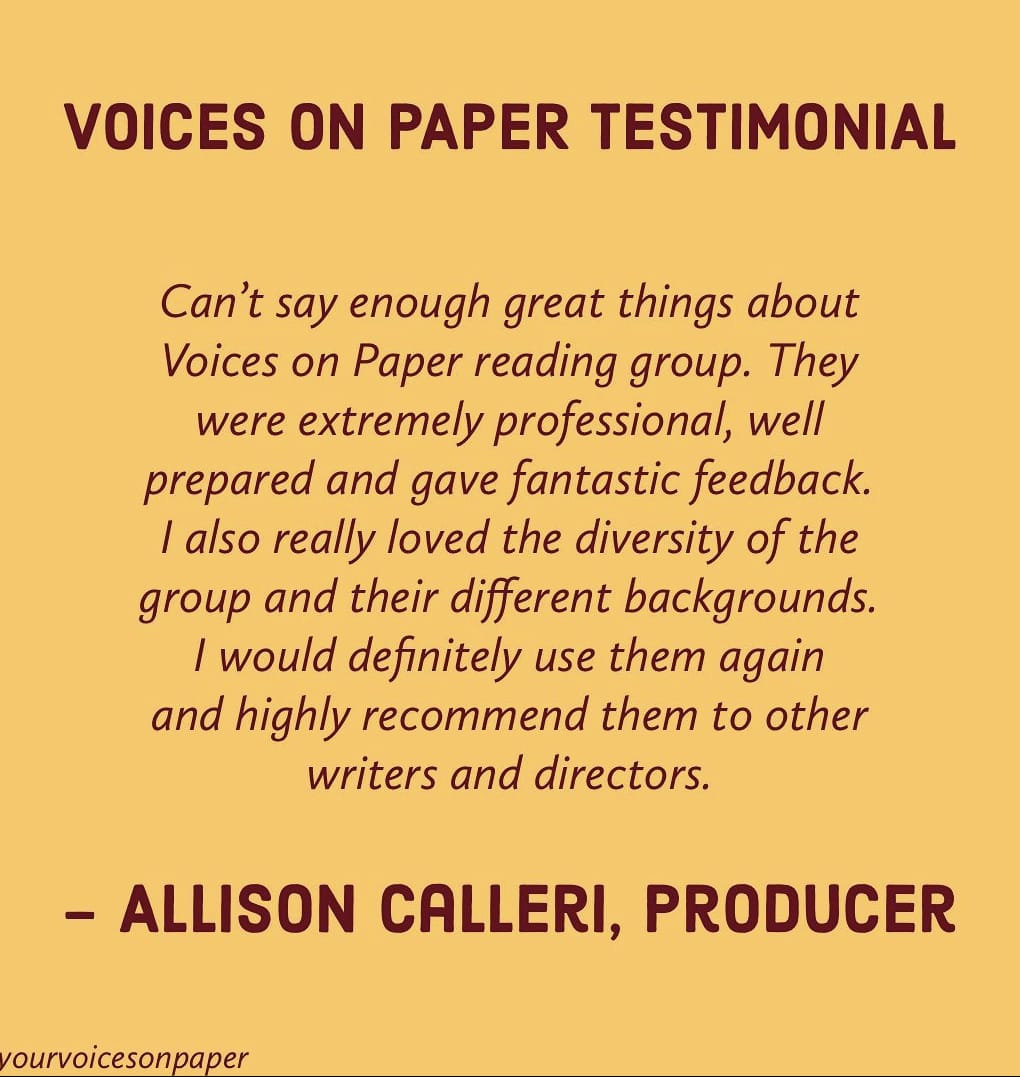 VOICES ON PAPER TESTIMONIAL
Can’t say enough great things about
Voices on Paper reading group. They
were extremely professional, well
prepared and gave fantastic feedback.
I also really loved the diversity of the
group and their different backgrounds.
I would definitely use them again
and highly recommend them to other
writers and directors.
– ALLISON CALLERI, PRODUCER
yourvoicesonpaper